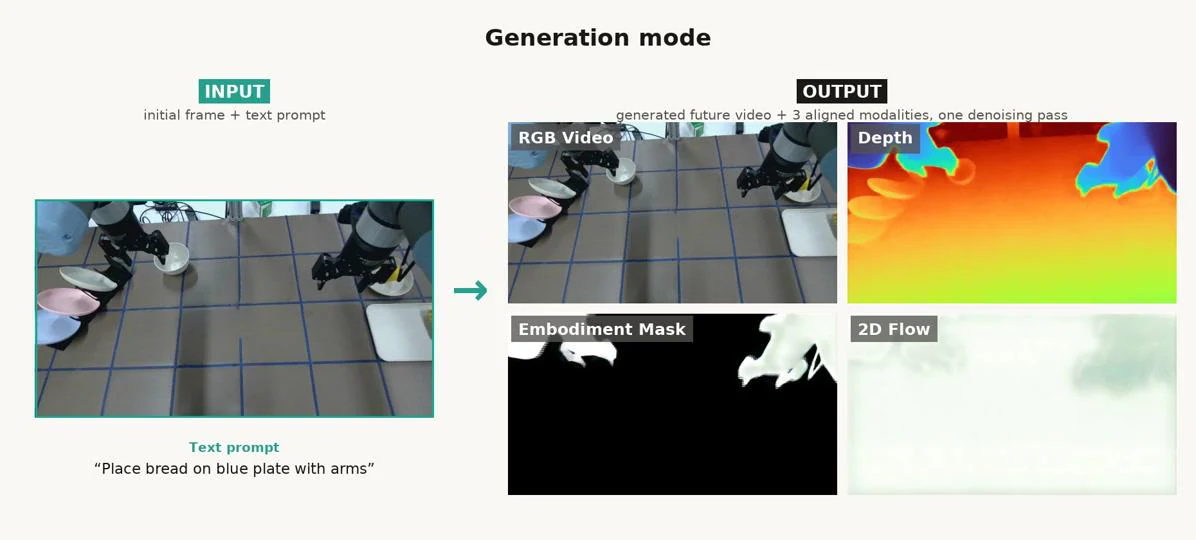 Generation mode
INPUT
initial frame + text prompt
OUTPUT
generated future video + 3 aligned modalities, one denoising pass
RGB Video
Depth
→
Embodiment Mask
2D Flow
Text prompt
“Place bread on blue plate with arms”